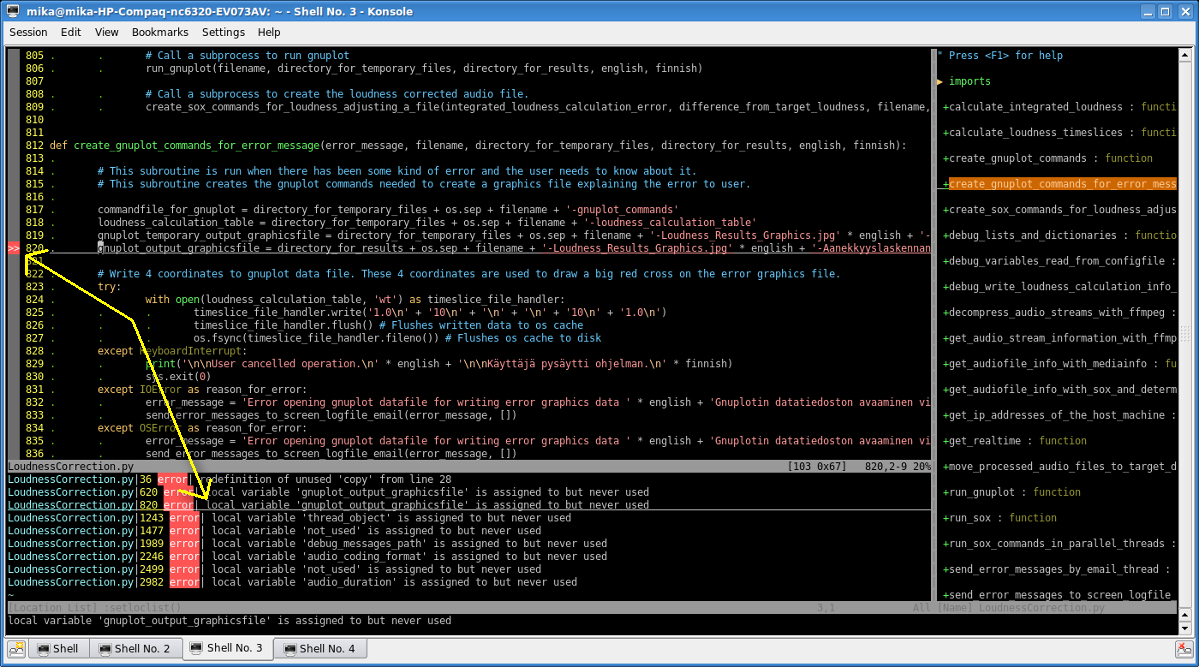 mika@mika-HP-Compaq-nc6320-EV073AV: ~ - Shell No. 3 - Konsole
Session Edit View Bookmarks Settings Help
805 . . # Call a subprocess to run gnuplot
806 . . run_gnuplot(filename, directory_for_temporary_files, directory_for_results, english, finnish)
807
808 . . # Call a subprocess to create the loudness corrected audio file.
809 . . create_sox_commands_for_loudness_adjusting_a_file(integrated_loudness_calculation_error, difference_from_target_loudness, filename,
810
811
812 def create_gnuplot_commands_for_error_message(error_message, filename, directory_for_temporary_files, directory_for_results, english, finnish):
813 .
814 . # This subroutine is run when there has been some kind of error and the user needs to know about it.
815 . # This subroutine creates the gnuplot commands needed to create a graphics file explaining the error to user.
816 .
817 . commandfile_for_gnuplot = directory_for_temporary_files + os.sep + filename + '-gnuplot_commands'
818 . loudness_calculation_table = directory_for_temporary_files + os.sep + filename + '-loudness_calculation_table'
819 . gnuplot_temporary_output_graphicsfile = directory_for_temporary_files + os.sep + filename + '-Loudness_Results_Graphics.jpg' * english + '-
>> 820 . gnuplot_output_graphicsfile = directory_for_results + os.sep + filename + '-Loudness_Results_Graphics.jpg' * english + '-Aanekkyyslaskennan
821 .
822 . # Write 4 coordinates to gnuplot data file. These 4 coordinates are used to draw a big red cross on the error graphics file.
823 . try:
824 . . with open(loudness_calculation_table, 'wt') as timeslice_file_handler:
825 . . . timeslice_file_handler.write('1.0\n' + '10\n' + '\n' + '\n' + '10\n' + '1.0\n')
826 . . . timeslice_file_handler.flush() # Flushes written data to os cache
827 . . . os.fsync(timeslice_file_handler.fileno()) # Flushes os cache to disk
828 . except KeyboardInterrupt:
829 . . print('\n\nUser cancelled operation.\n' * english + '\n\nKäyttäjä pysäytti ohjelman.\n' * finnish)
830 . . sys.exit(0)
831 . except IOError as reason_for_error:
832 . . error_message = 'Error opening gnuplot datafile for writing error graphics data ' * english + 'Gnuplotin datatiedoston avaaminen vi
833 . . send_error_messages_to_screen_logfile_email(error_message, [])
834 . except OSError as reason_for_error:
835 . . error_message = 'Error opening gnuplot datafile for writing error graphics data ' * english + 'Gnuplotin datatiedoston avaaminen vi
836 . . send_error_messages_to_screen_logfile_email(error_message, [])
LoudnessCorrection.py [103 0x67] 820,2-9 20%
LoudnessCorrection.py|36 error| redefinition of unused 'copy' from line 28
LoudnessCorrection.py|620 error| local variable 'gnuplot_output_graphicsfile' is assigned to but never used
LoudnessCorrection.py|820 error| local variable 'gnuplot_output_graphicsfile' is assigned to but never used
LoudnessCorrection.py|1243 error| local variable 'thread_object' is assigned to but never used
LoudnessCorrection.py|1477 error| local variable 'not_used' is assigned to but never used
LoudnessCorrection.py|1989 error| local variable 'debug_messages_path' is assigned to but never used
LoudnessCorrection.py|2246 error| local variable 'audio_coding_format' is assigned to but never used
LoudnessCorrection.py|2499 error| local variable 'not_used' is assigned to but never used
LoudnessCorrection.py|2982 error| local variable 'audio_duration' is assigned to but never used
~
[Location List] :setloclist() 3,1 All
local variable 'gnuplot_output_graphicsfile' is assigned to but never used
" Press <F1> for help
▶ imports
+calculate_integrated_loudness : functi
+calculate_loudness_timeslices : functi
+create_gnuplot_commands : function
+create_gnuplot_commands_for_error_mess
+create_sox_commands_for_loudness_adjus
+debug_lists_and_dictionaries : functio
+debug_variables_read_from_configfile :
+debug_write_loudness_calculation_info_
+decompress_audio_streams_with_ffmpeg :
+get_audio_stream_information_with_ffmp
+get_audiofile_info_with_mediainfo : fu
+get_audiofile_info_with_sox_and_determ
+get_ip_addresses_of_the_host_machine :
+get_realtime : function
+move_processed_audio_files_to_target_d
+run_gnuplot : function
+run_sox : function
+run_sox_commands_in_parallel_threads :
+send_error_messages_by_email_thread :
+send_error_messages_to_screen_logfile_
[Name] LoudnessCorrection.py
Shell Shell No. 2 Shell No. 3 Shell No. 4